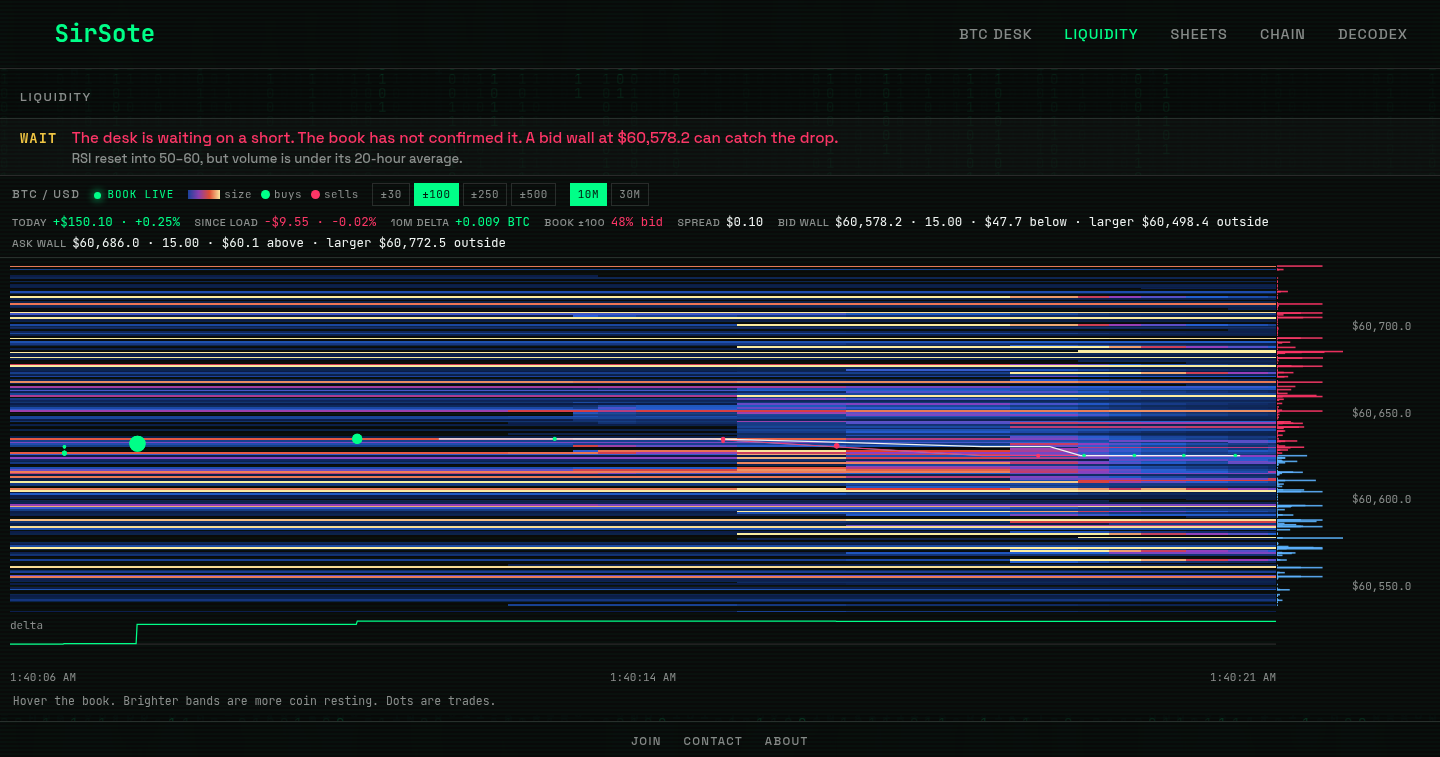 SirSote
BTC DESK LIQUIDITY SHEETS CHAIN DECODEX
LIQUIDITY
WAIT The desk is waiting on a short. The book has not confirmed it. A bid wall at $60,578.2 can catch the drop.
RSI reset into 50–60, but volume is under its 20-hour average.
BTC / USD BOOK LIVE size buys sells ±30 ±100 ±250 ±500 10M 30M
TODAY +$150.10 · +0.25% SINCE LOAD -$9.55 · -0.02% 10M DELTA +0.009 BTC BOOK ±100 48% bid SPREAD $0.10 BID WALL $60,578.2 · 15.00 · $47.7 below · larger $60,498.4 outside
ASK WALL $60,686.0 · 15.00 · $60.1 above · larger $60,772.5 outside
$60,700.0
$60,650.0
$60,600.0
$60,550.0
delta
1:40:06 AM 1:40:14 AM 1:40:21 AM
Hover the book. Brighter bands are more coin resting. Dots are trades.
JOIN CONTACT ABOUT